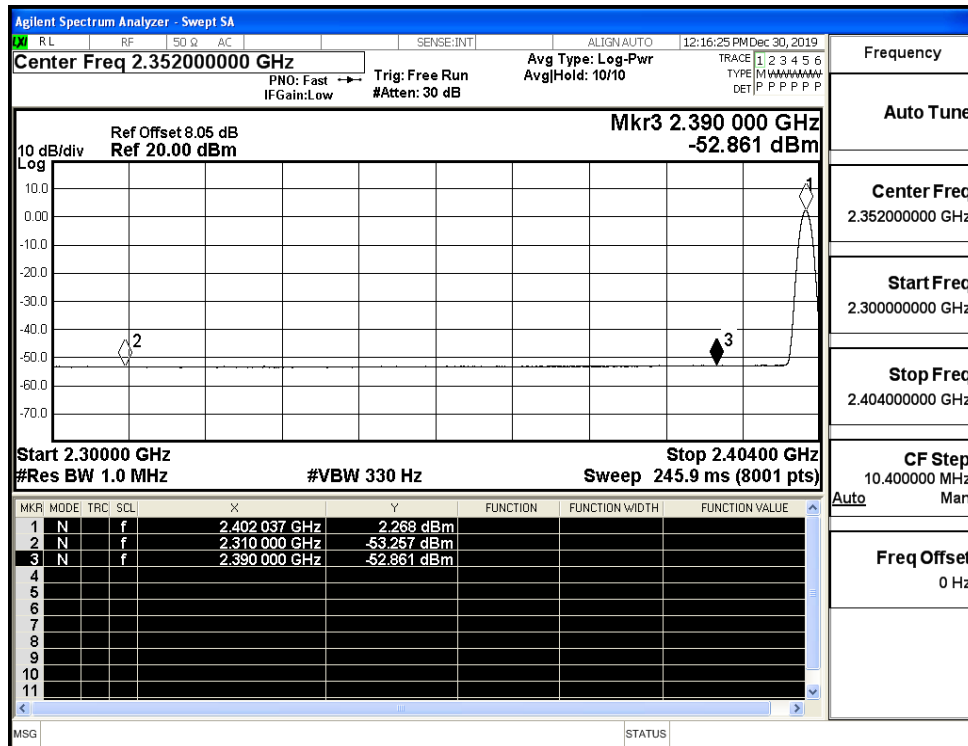 Agilent Spectrum Analyzer - Swept SA
LXI RL RF 50 Ω AC SENSE:INT ALIGN AUTO 12:16:25 PM Dec 30, 2019
Center Freq 2.352000000 GHz
PNO: Fast
IFGain:Low
Trig: Free Run
#Atten: 30 dB
Avg Type: Log-Pwr
Avg|Hold: 10/10
TRACE 1 2 3 4 5 6
TYPE M
DET P P P P P P
Ref Offset 8.05 dB
10 dB/div Ref 20.00 dBm
Log
Mkr3 2.390 000 GHz
-52.861 dBm
10.0
0.00
-10.0
-20.0
-30.0
-40.0
-50.0
-60.0
-70.0
1
2
3
Start 2.30000 GHz Stop 2.40400 GHz
#Res BW 1.0 MHz #VBW 330 Hz Sweep 245.9 ms (8001 pts)
MKR MODE TRC SCL X Y FUNCTION FUNCTION WIDTH FUNCTION VALUE
1 N f 2.402 037 GHz 2.268 dBm
2 N f 2.310 000 GHz -53.257 dBm
3 N f 2.390 000 GHz -52.861 dBm
4
5
6
7
8
9
10
11
MSG STATUS
Frequency
Auto Tune
Center Freq
2.352000000 GHz
Start Freq
2.300000000 GHz
Stop Freq
2.404000000 GHz
CF Step
10.400000 MHz
Auto Man
Freq Offset
0 Hz